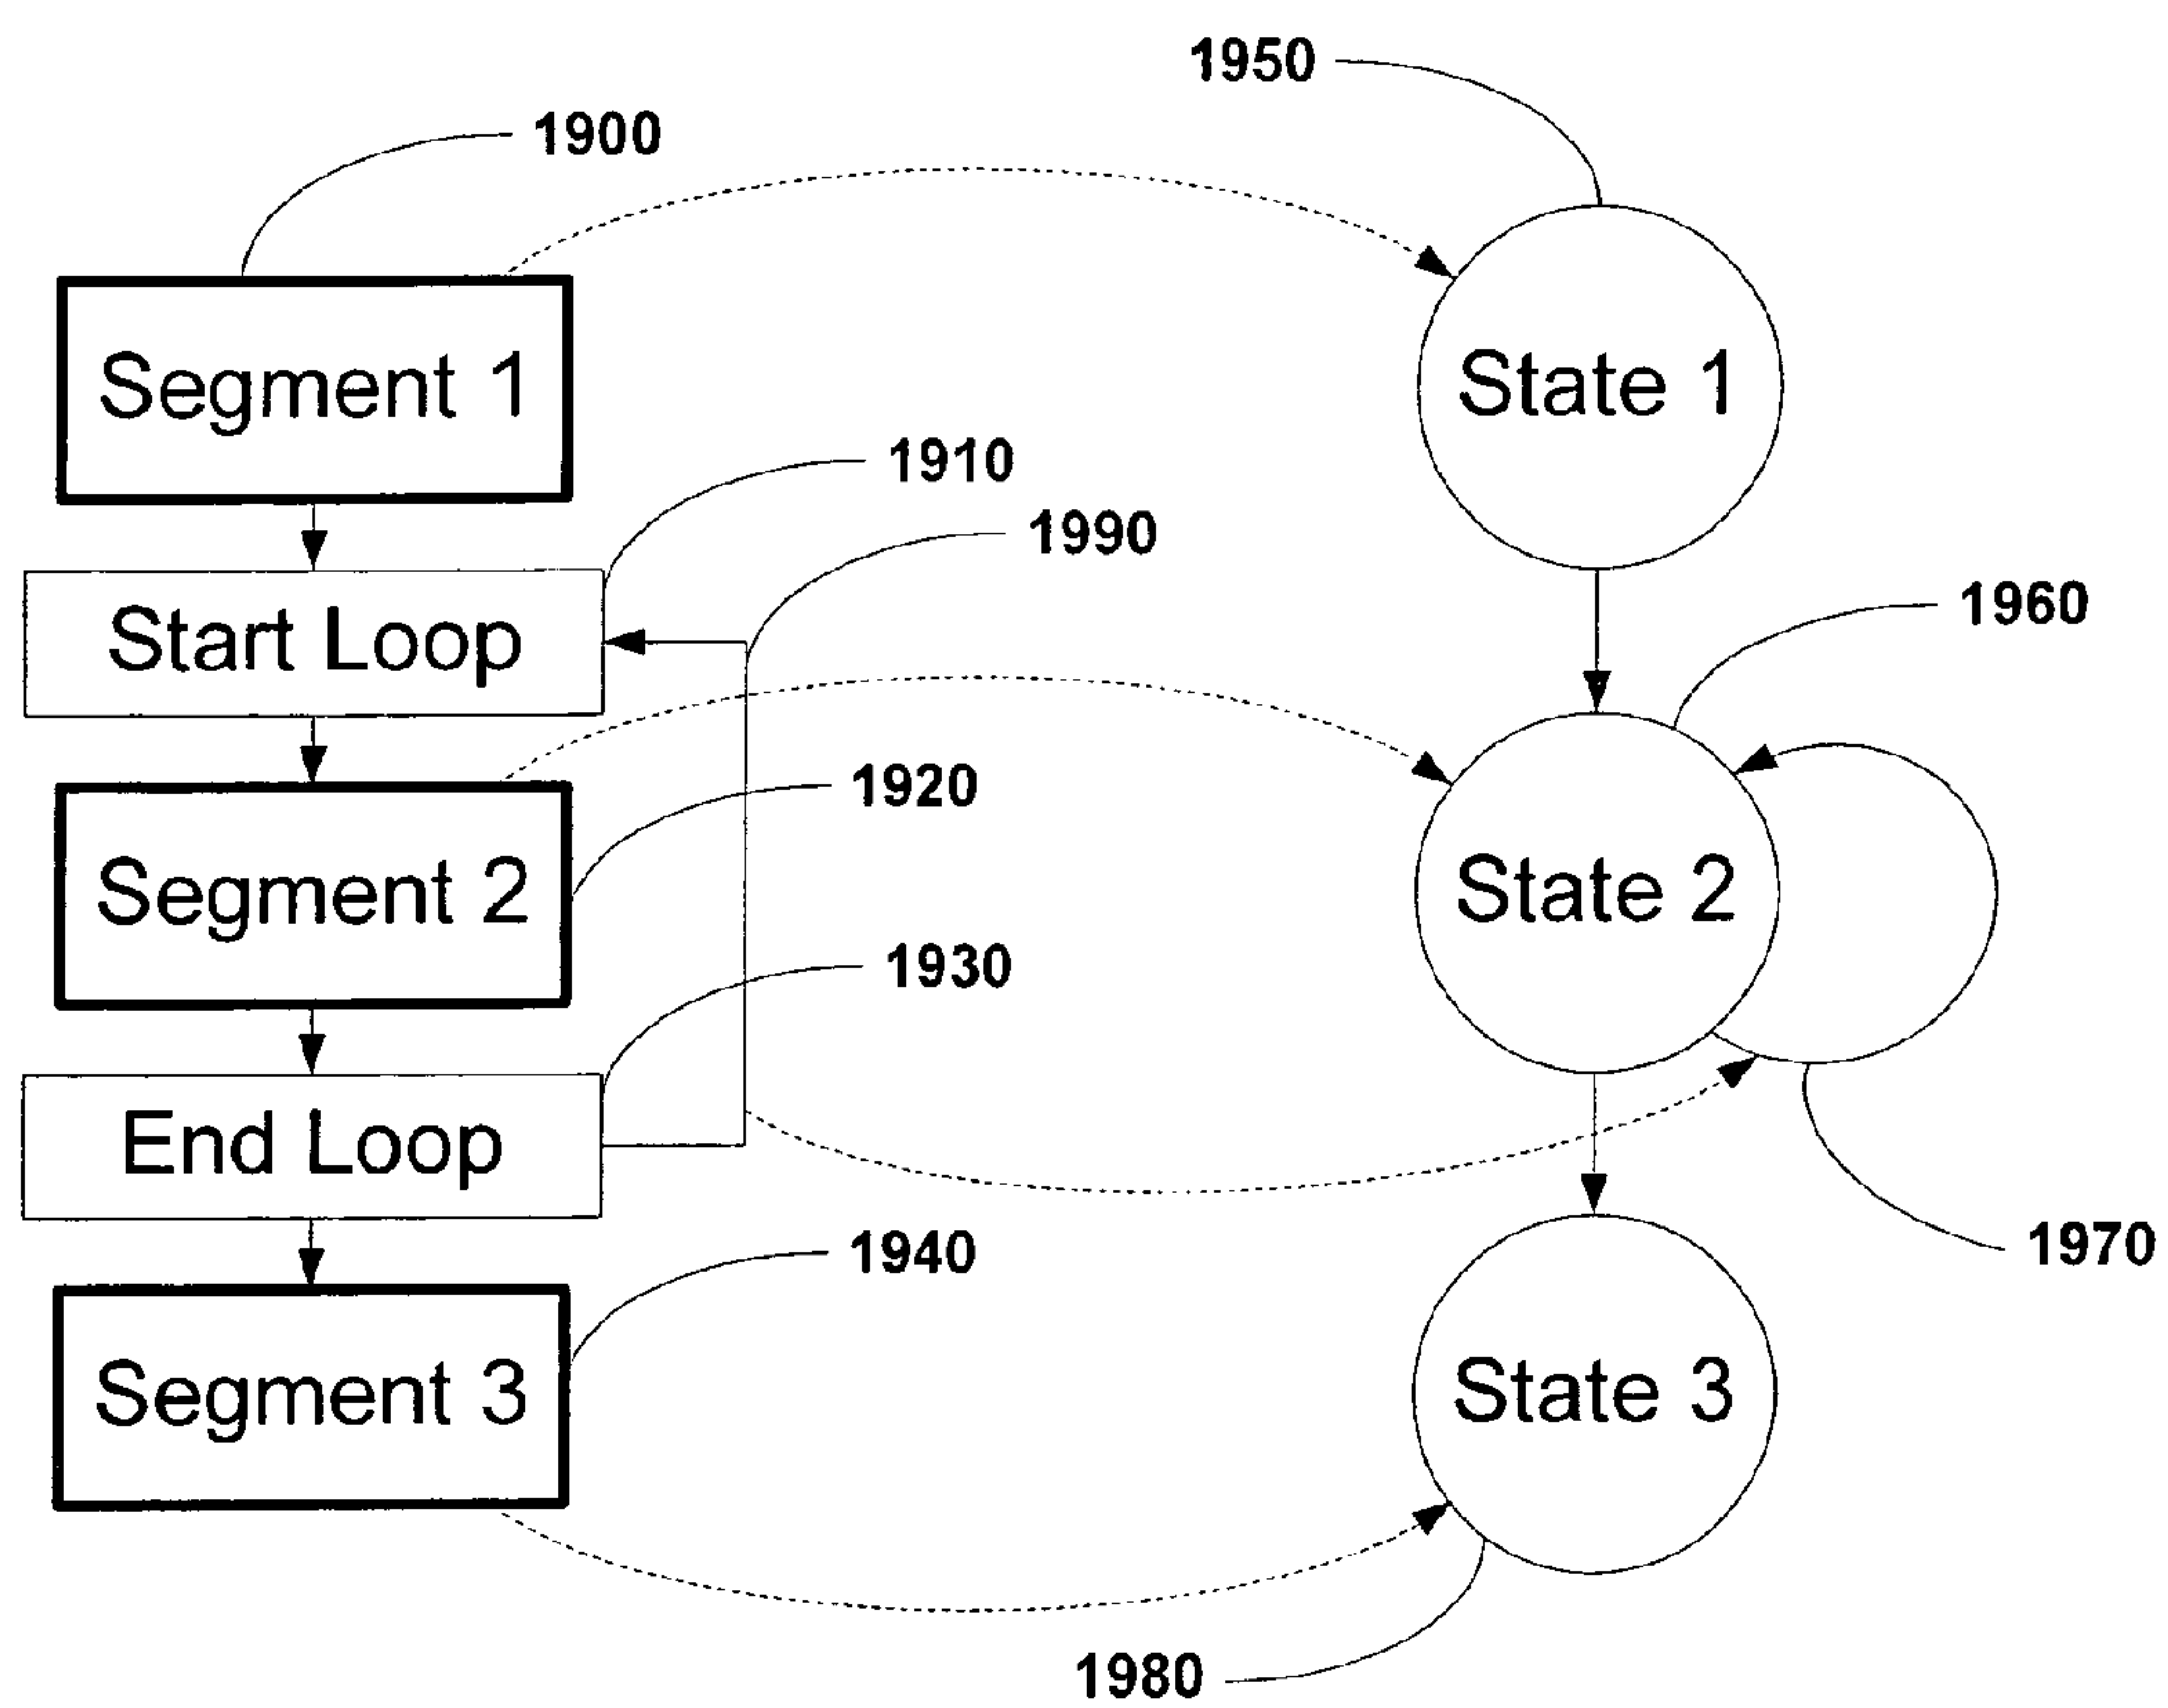 1950
1900
Segment 1
State 1
1910
1990
1960
Start Loop
1920
Segment 2
State 2
1930
End Loop
1940
1970
Segment 3
State 3
1980